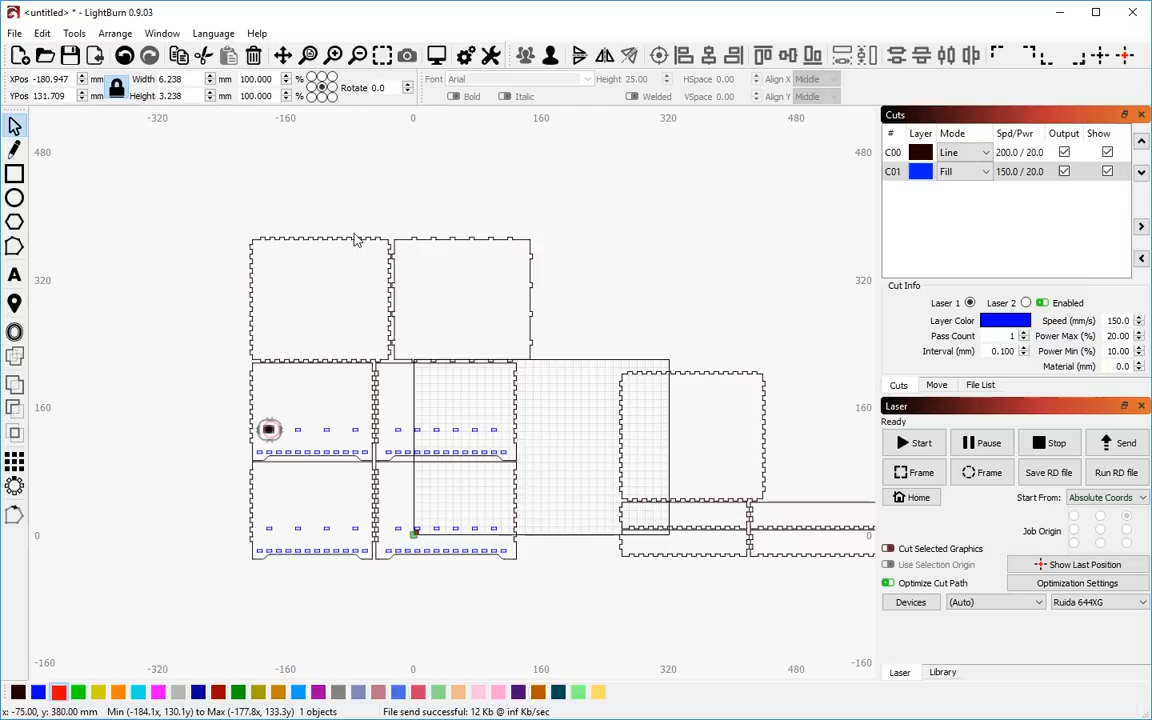 <untitled> * - LightBurn 0.9.03
File Edit Tools Arrange Window Language Help
XPos -180.947 mm Width 6.238 mm 100.000 %
YPos 131.709 mm Height 3.238 mm 100.000 %
Rotate 0.0
Font Arial Height 25.00 HSpace 0.00 Align X Middle
Bold Italic Welded VSpace 0.00 Align Y Middle
-320 -160 0 160 320 480
480 480
320 320
160 160
0 0
-160 -160
Cuts
# Layer Mode Spd/Pwr Output Show
C00 Line 200.0 / 20.0
C01 Fill 150.0 / 20.0
Cut Info
Laser 1 Laser 2 Enabled
Layer Color Speed (mm/s) 150.0
Pass Count 1 Power Max (%) 20.00
Interval (mm) 0.100 Power Min (%) 10.00
Material (mm) 0.0
Cuts Move File List
Laser
Ready
Start Pause Stop Send
Frame Frame Save RD file Run RD file
Home Start From: Absolute Coords
Job Origin
Cut Selected Graphics
Use Selection Origin Show Last Position
Optimize Cut Path Optimization Settings
Devices (Auto) Ruida 644XG
Laser Library
x: -75.00, y: 380.00 mm Min (-184.1x, 130.1y) to Max (-177.8x, 133.3y) 1 objects File send successful: 12 Kb @ inf Kb/sec